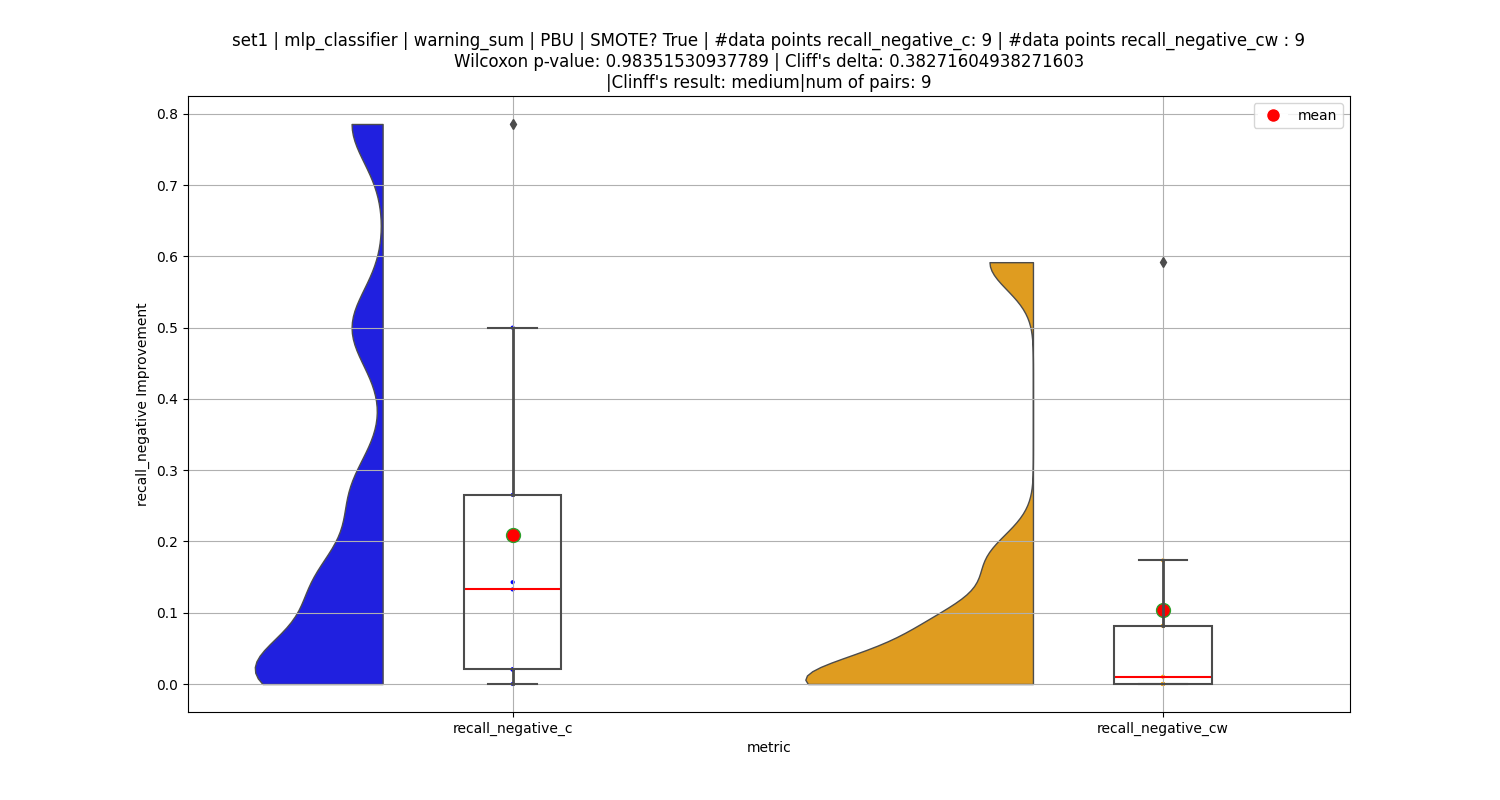 set1 | mlp_classifier | warning_sum | PBU | SMOTE? True | #data points recall_negative_c: 9 | #data points recall_negative_cw : 9
Wilcoxon p-value: 0.98351530937789 | Cliff's delta: 0.38271604938271603
|Clinff's result: medium|num of pairs: 9
mean
0.8
0.7
0.6
0.5
0.4
0.3
0.2
0.1
0.0
recall_negative Improvement
recall_negative_c
recall_negative_cw
metric